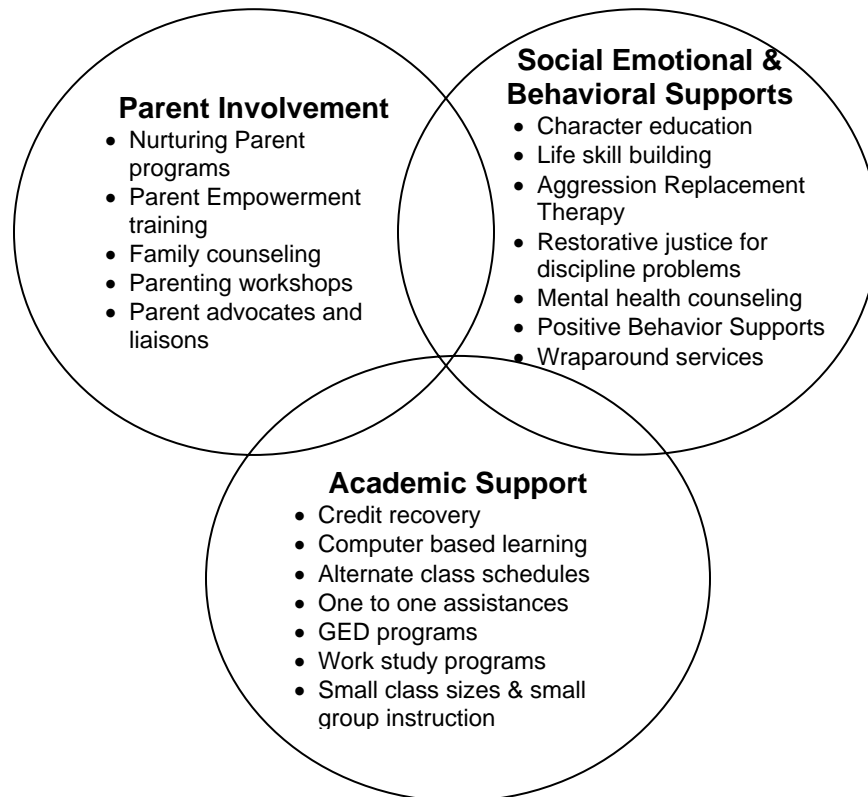 Parent Involvement
• Nurturing Parent
programs
• Parent Empowerment
training
• Family counseling
• Parenting workshops
• Parent advocates and
liaisons
Social Emotional &
Behavioral Supports
• Character education
• Life skill building
• Aggression Replacement
Therapy
• Restorative justice for
discipline problems
• Mental health counseling
• Positive Behavior Supports
• Wraparound services
Academic Support
• Credit recovery
• Computer based learning
• Alternate class schedules
• One to one assistances
• GED programs
• Work study programs
• Small class sizes & small
group instruction